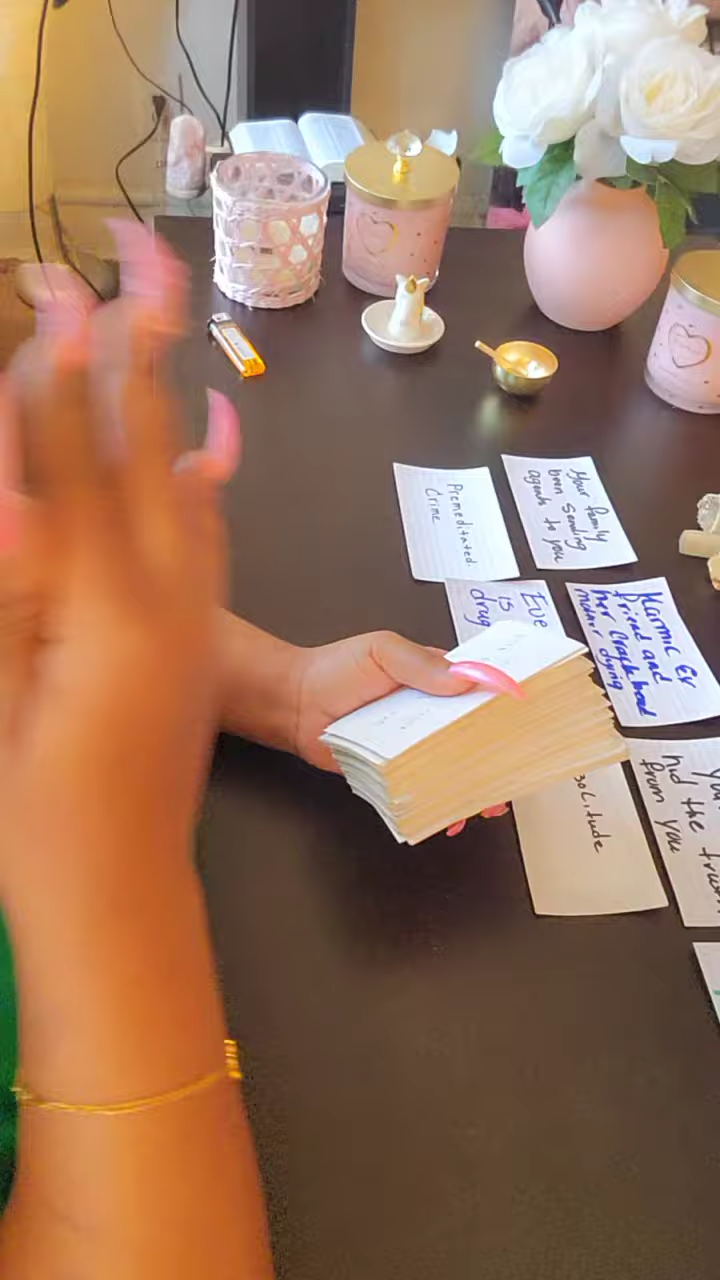 Premeditated.
Crime
Your family
been sending
agents to you
Eve
is
drug
Karmic Ex
friend and
her Crackhead
mother dying
solitude
hid the
from you